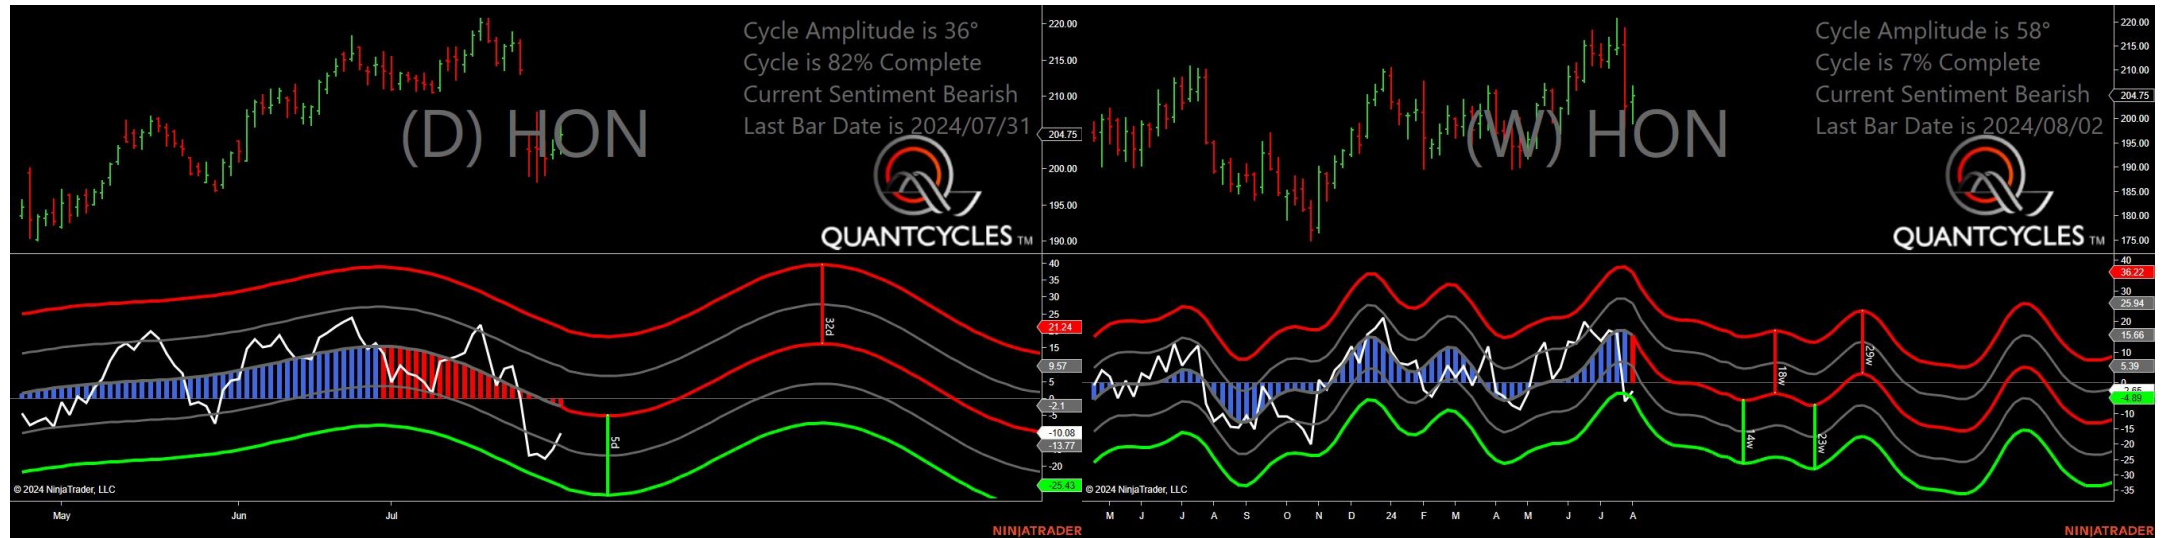 Cycle Amplitude is 36°
Cycle is 82% Complete
Current Sentiment Bearish
Last Bar Date is 2024/07/31
(D) HON
QUANTCYCLES TM
220.00
215.00
210.00
204.75
200.00
195.00
190.00
40
35
30
25
21.24
15
9.57
5
0
-2.1
-5
-10.08
-13.77
-20
-25.43
32d
5d
© 2024 NinjaTrader, LLC
May Jun Jul
NINJATRADER
Cycle Amplitude is 58°
Cycle is 7% Complete
Current Sentiment Bearish
Last Bar Date is 2024/08/02
(W) HON
QUANTCYCLES TM
220.00
215.00
210.00
204.75
200.00
195.00
190.00
185.00
180.00
175.00
40
36.22
30
25.94
20
15.66
10
5.39
0
-4.89
-10
-15
-20
-25
-30
-35
18w
29w
14w
23w
© 2024 NinjaTrader, LLC
M J J A S O N D 24 F M A M J J A
NINJATRADER